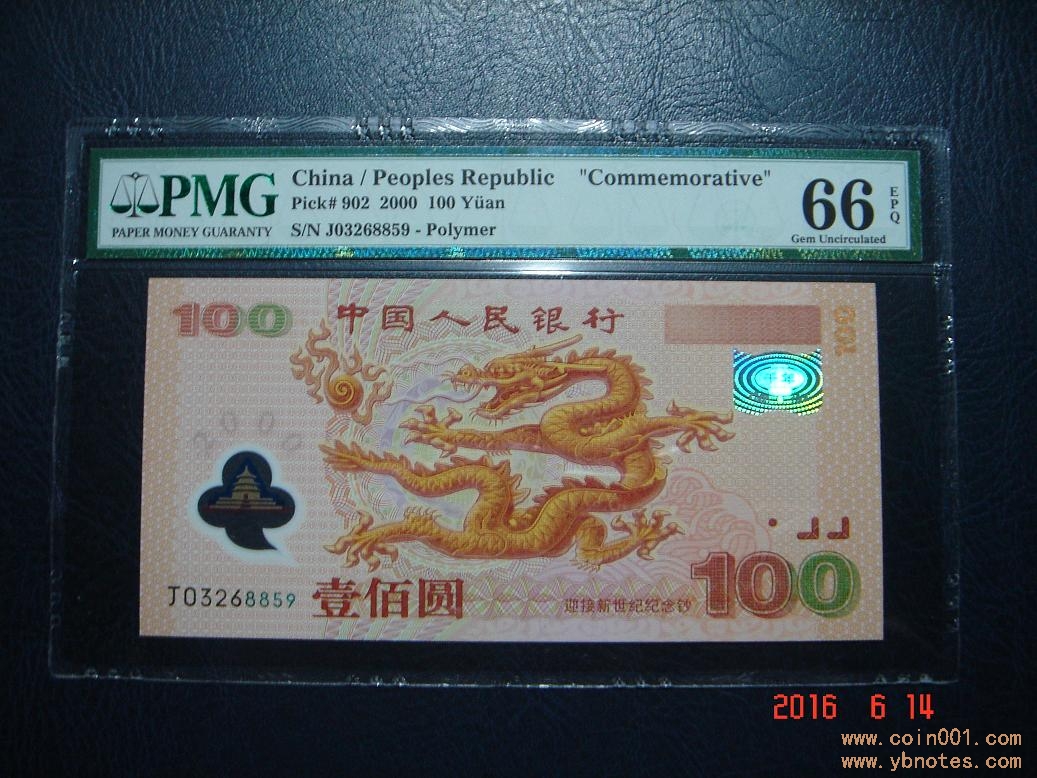 PMG
PAPER MONEY GUARANTY
China / Peoples Republic "Commemorative"
Pick# 902 2000 100 Yüan
S/N J03268859 - Polymer
66
EPQ
Gem Uncirculated
100
中国人民银行
100
2000
J03268859
壹佰圆
迎接新世纪纪念钞
100
2016 6 14
www.coin001.com
www.ybnotes.com